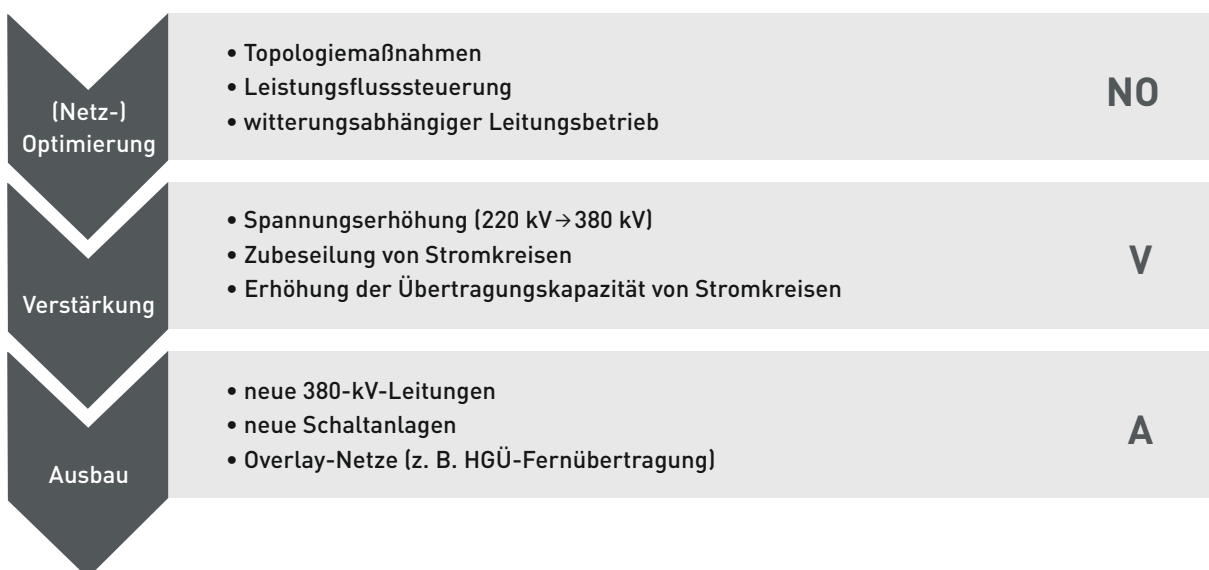 (Netz-)
Optimierung
• Topologiemaßnahmen
• Leistungsflusssteuerung
• witterungsabhängiger Leitungsbetrieb
NO
Verstärkung
• Spannungserhöhung (220 kV→380 kV)
• Zubeseilung von Stromkreisen
• Erhöhung der Übertragungskapazität von Stromkreisen
V
Ausbau
• neue 380-kV-Leitungen
• neue Schaltanlagen
• Overlay-Netze (z. B. HGÜ-Fernübertragung)
A